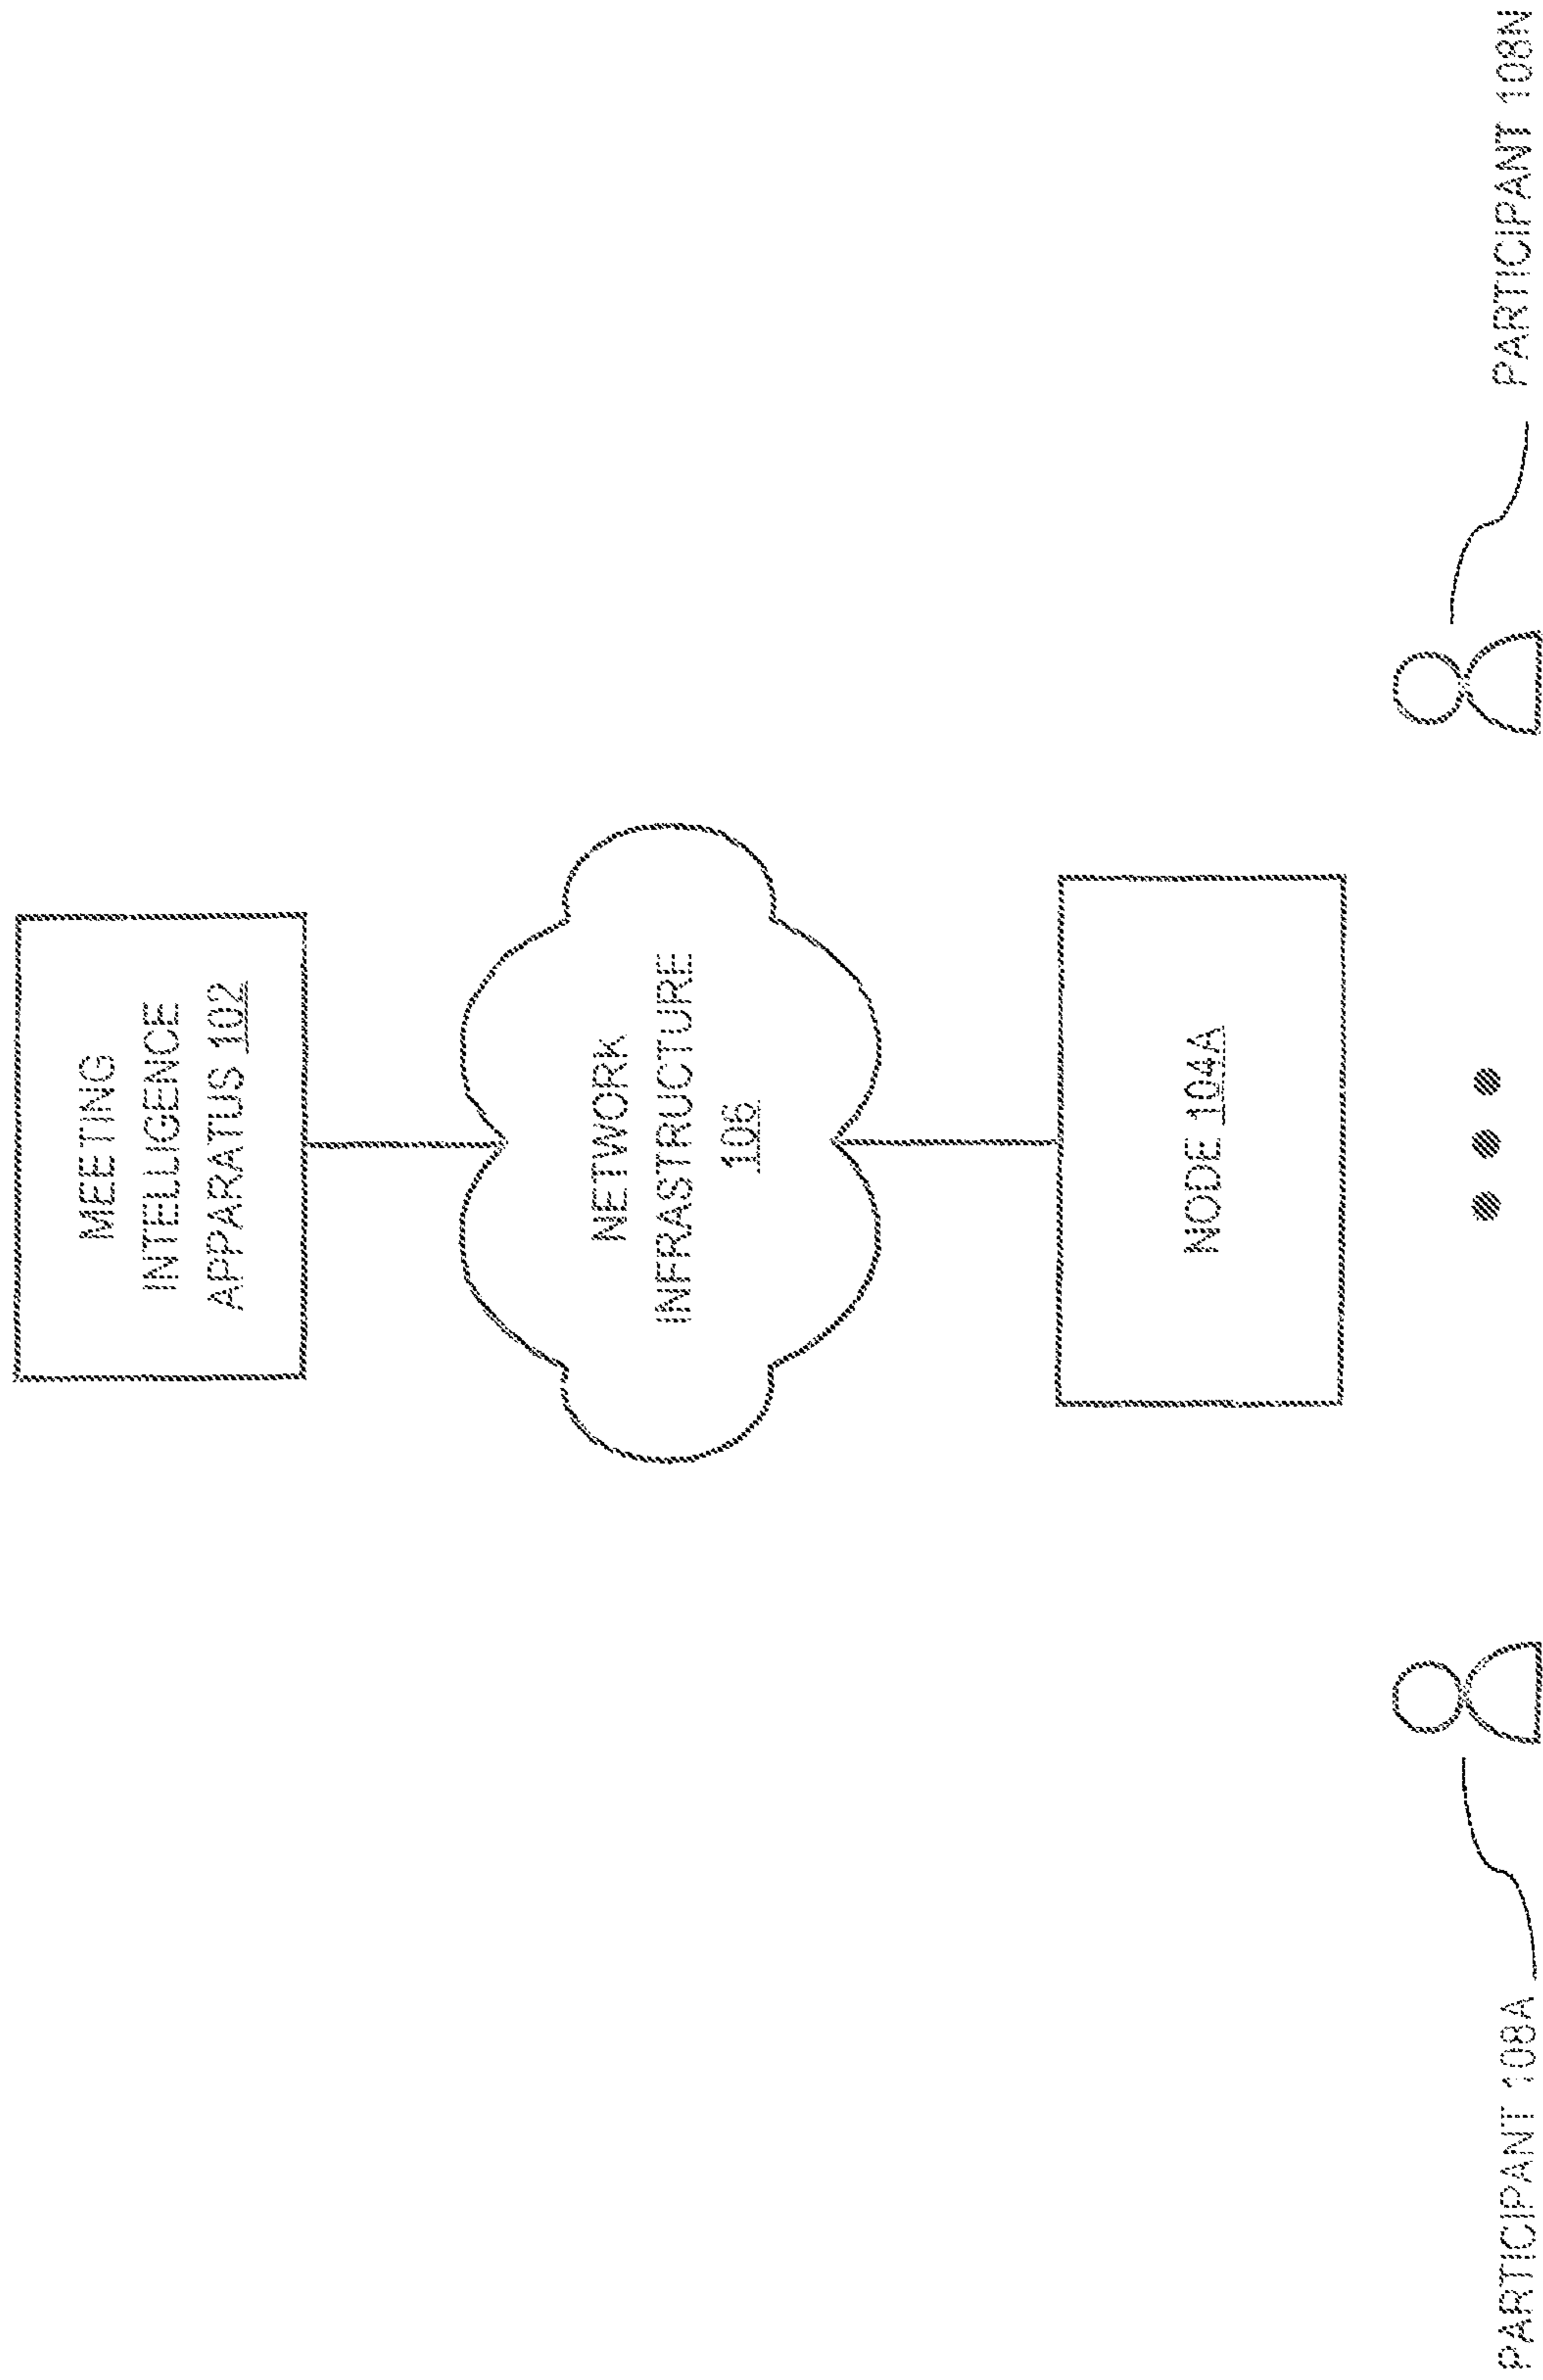 MEETING
INTELLIGENCE
APPARATUS 102
NETWORK
INFRASTRUCTURE
106
NODE 104A
PARTICIPANT 108A
PARTICIPANT 108N